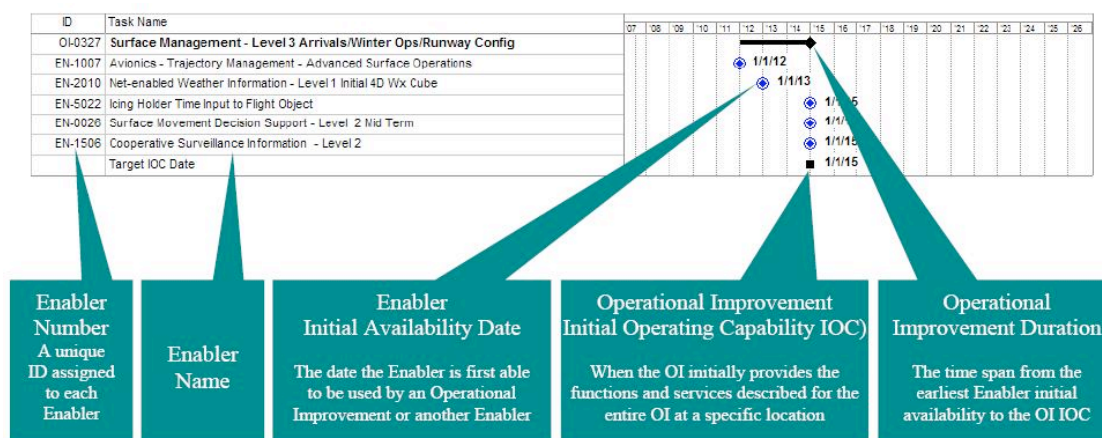 ID Task Name '07 '08 '09 '10 '11 '12 '13 '14 '15 '16 '17 '18 '19 '20 '21 '22 '23 '24 '25 '26
OI-0327 Surface Management - Level 3 Arrivals/Winter Ops/Runway Config
EN-1007 Avionics - Trajectory Management - Advanced Surface Operations 1/1/12
EN-2010 Net-enabled Weather Information - Level 1 Initial 4D Wx Cube 1/1/13
EN-5022 Icing Holder Time Input to Flight Object
EN-0026 Surface Movement Decision Support - Level 2 Mid Term
EN-1506 Cooperative Surveillance Information - Level 2 1/1/15
Target IOC Date 1/1/15
Enabler
Number
A unique
ID assigned
to each
Enabler
Enabler
Name
Enabler
Initial Availability Date
The date the Enabler is first able
to be used by an Operational
Improvement or another Enabler
Operational Improvement
Initial Operating Capability IOC)
When the OI initially provides the
functions and services described for the
entire OI at a specific location
Operational
Improvement Duration
The time span from the
earliest Enabler initial
availability to the OI IOC